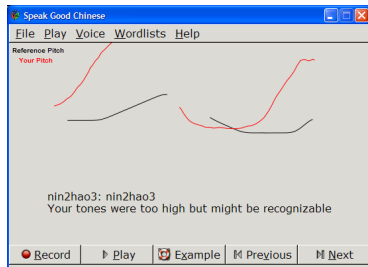 Speak Good Chinese
File Play Voice Wordlists Help
Reference Pitch
Your Pitch
nin2hao3: nin2hao3
Your tones were too high but might be recognizable
Record Play Example Previous Next